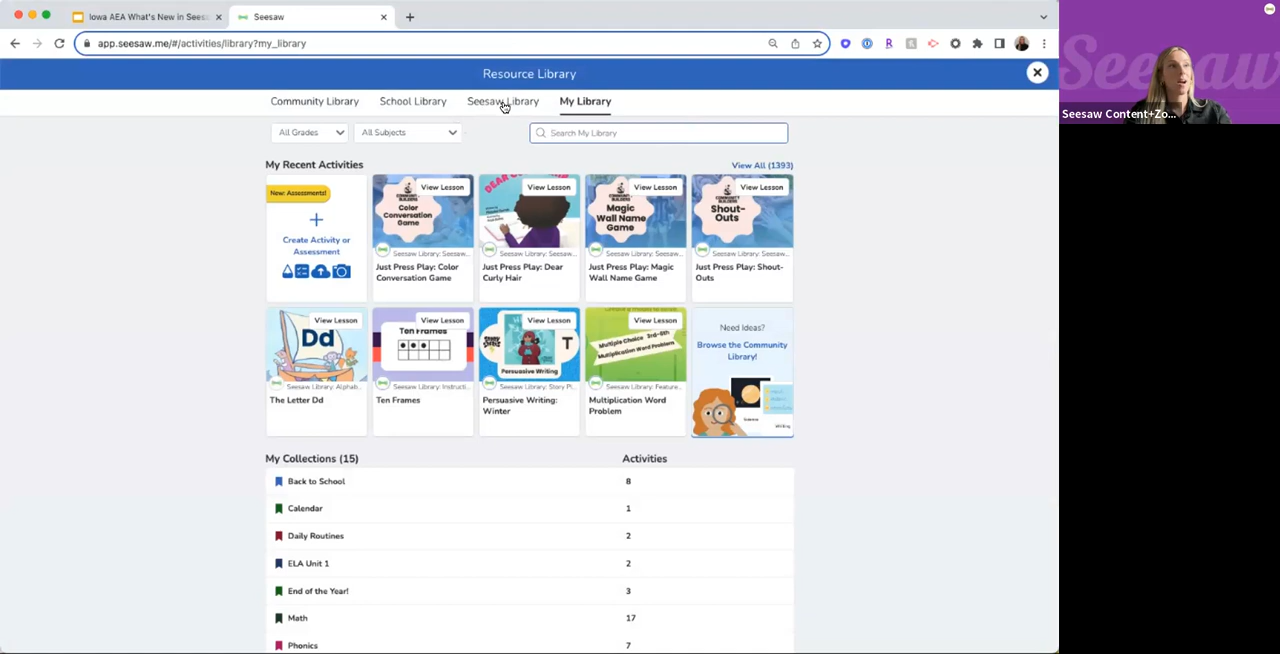 Iowa AEA What's New in Sees
Seesaw
app.seesaw.me/#/activities/library?my_library
Resource Library
Community Library
School Library
Seesaw Library
My Library
All Grades
All Subjects
Search My Library
My Recent Activities
View All (1393)
New: Assessments!
Create Activity or
Assessment
View Lesson
Color
Conversation
Game
Seesaw Library: Seesaw...
Just Press Play: Color
Conversation Game
View Lesson
Seesaw Library: Seesaw...
Just Press Play: Dear
Curly Hair
View Lesson
Magic
Wall Name
Game
Seesaw Library: Seesaw...
Just Press Play: Magic
Wall Name Game
View Lesson
Shout-
Outs
Seesaw Library: Seesaw...
Just Press Play: Shout-
Outs
View Lesson
Dd
Seesaw Library: Alphab...
The Letter Dd
View Lesson
Ten Frames
Seesaw Library: Instructi...
Ten Frames
View Lesson
T
Persuasive Writing
Seesaw Library: Story Pl...
Persuasive Writing:
Winter
View Lesson
Multiple Choice 3rd-5th
Multiplication Word Problem
Seesaw Library: Feature...
Multiplication Word
Problem
Need Ideas?
Browse the Community
Library!
My Collections (15)
Activities
Back to School
8
Calendar
1
Daily Routines
2
ELA Unit 1
2
End of the Year!
3
Math
17
Phonics
7
Seesaw
Seesaw Content+Zo...